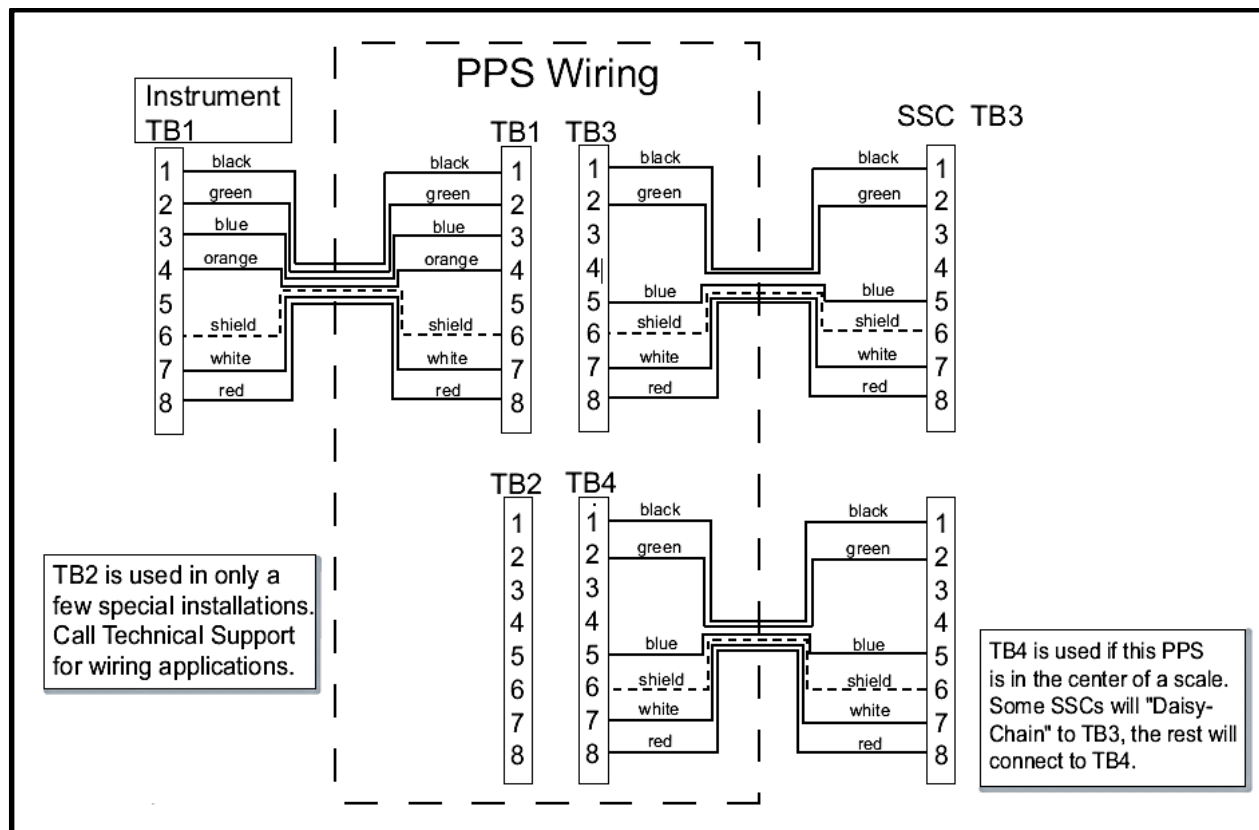 PPS Wiring
Instrument
TB1
TB1
TB3
SSC TB3
1 black black 1
2 green green 2
3 blue blue 3
4 orange orange 4
5 5
6 shield shield 6
7 white white 7
8 red red 8
1 black black 1
2 green green 2
3 3
4 4
5 blue blue 5
6 shield shield 6
7 white white 7
8 red red 8
TB2
1
2
3
4
5
6
7
8
TB4
1 black black 1
2 green green 2
3 3
4 4
5 blue blue 5
6 shield shield 6
7 white white 7
8 red red 8
TB2 is used in only a
few special installations.
Call Technical Support
for wiring applications.
TB4 is used if this PPS
is in the center of a scale.
Some SSCs will "Daisy-
Chain" to TB3, the rest will
connect to TB4.